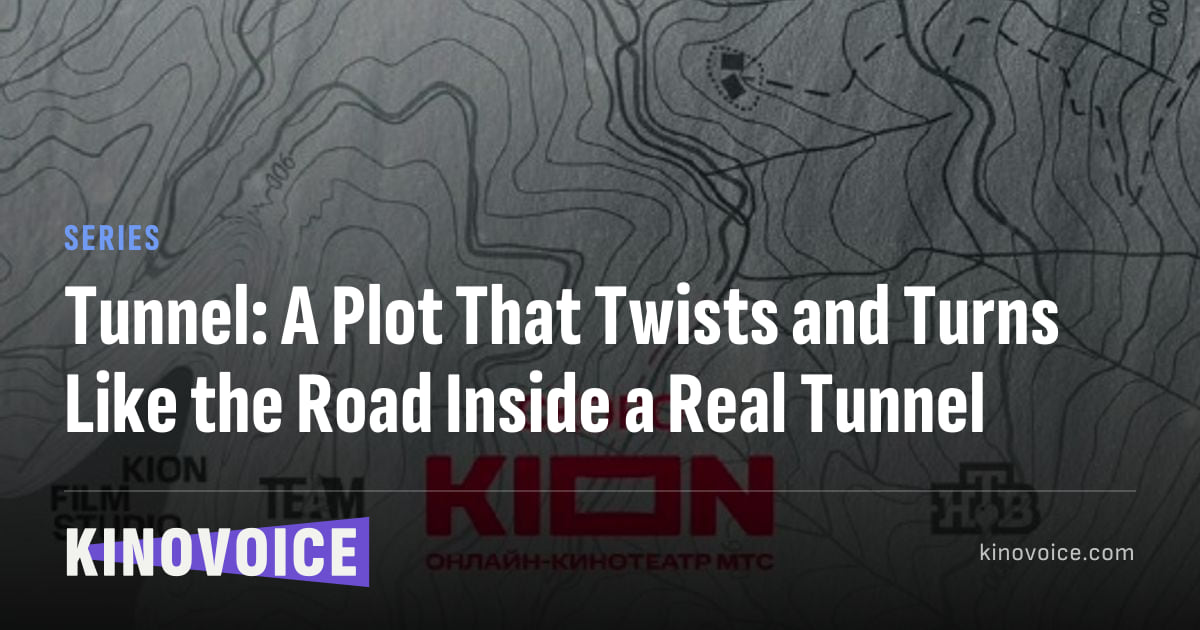 SERIES
Tunnel: A Plot That Twists and Turns
Like the Road Inside a Real Tunnel
KION
FILM
STUDIO
TEAM
KION
НТВ
ОНЛАЙН-КИНОТЕАТР МТС
KINOVOICE
kinovoice.com